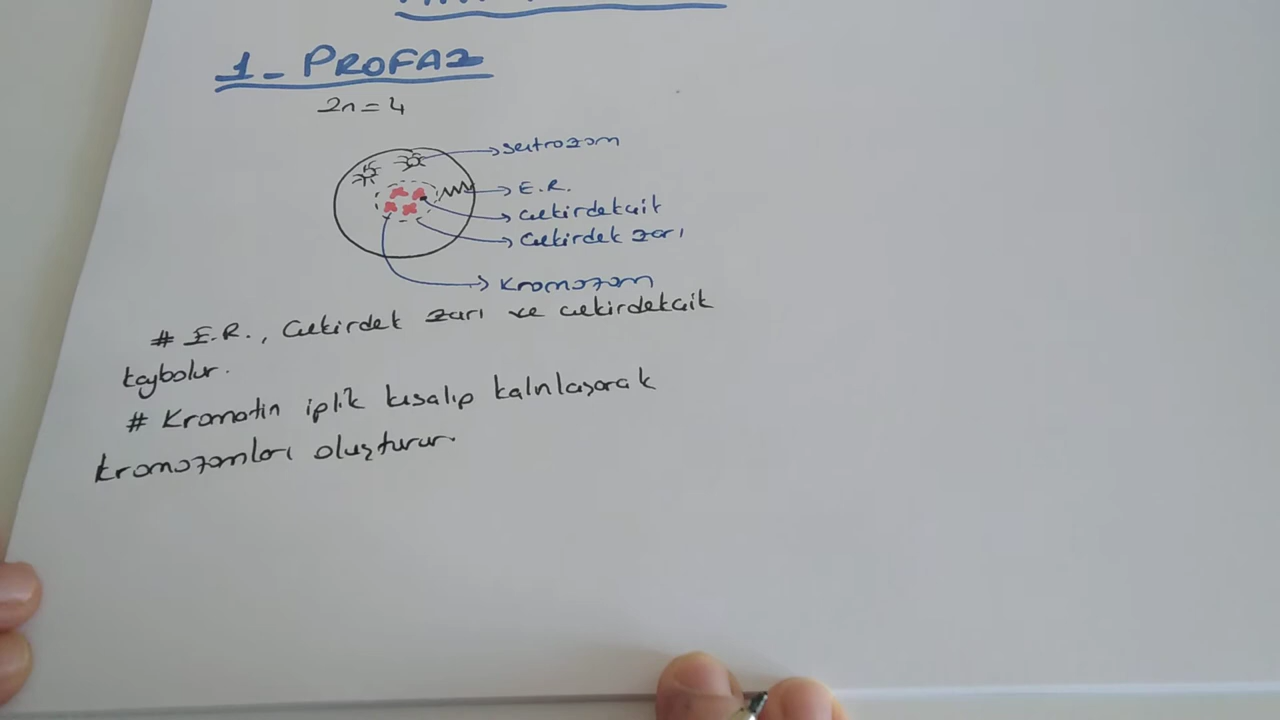 1- PROFAZ
2n=4
Sentrozom
E.R.
Çekirdekçik
Çekirdek zarı
Kromozom
# E.R., Çekirdek zarı ve çekirdekçik
kaybolur.
# Kromatin iplik kısalıp kalınlaşarak
kromozomları oluşturur.